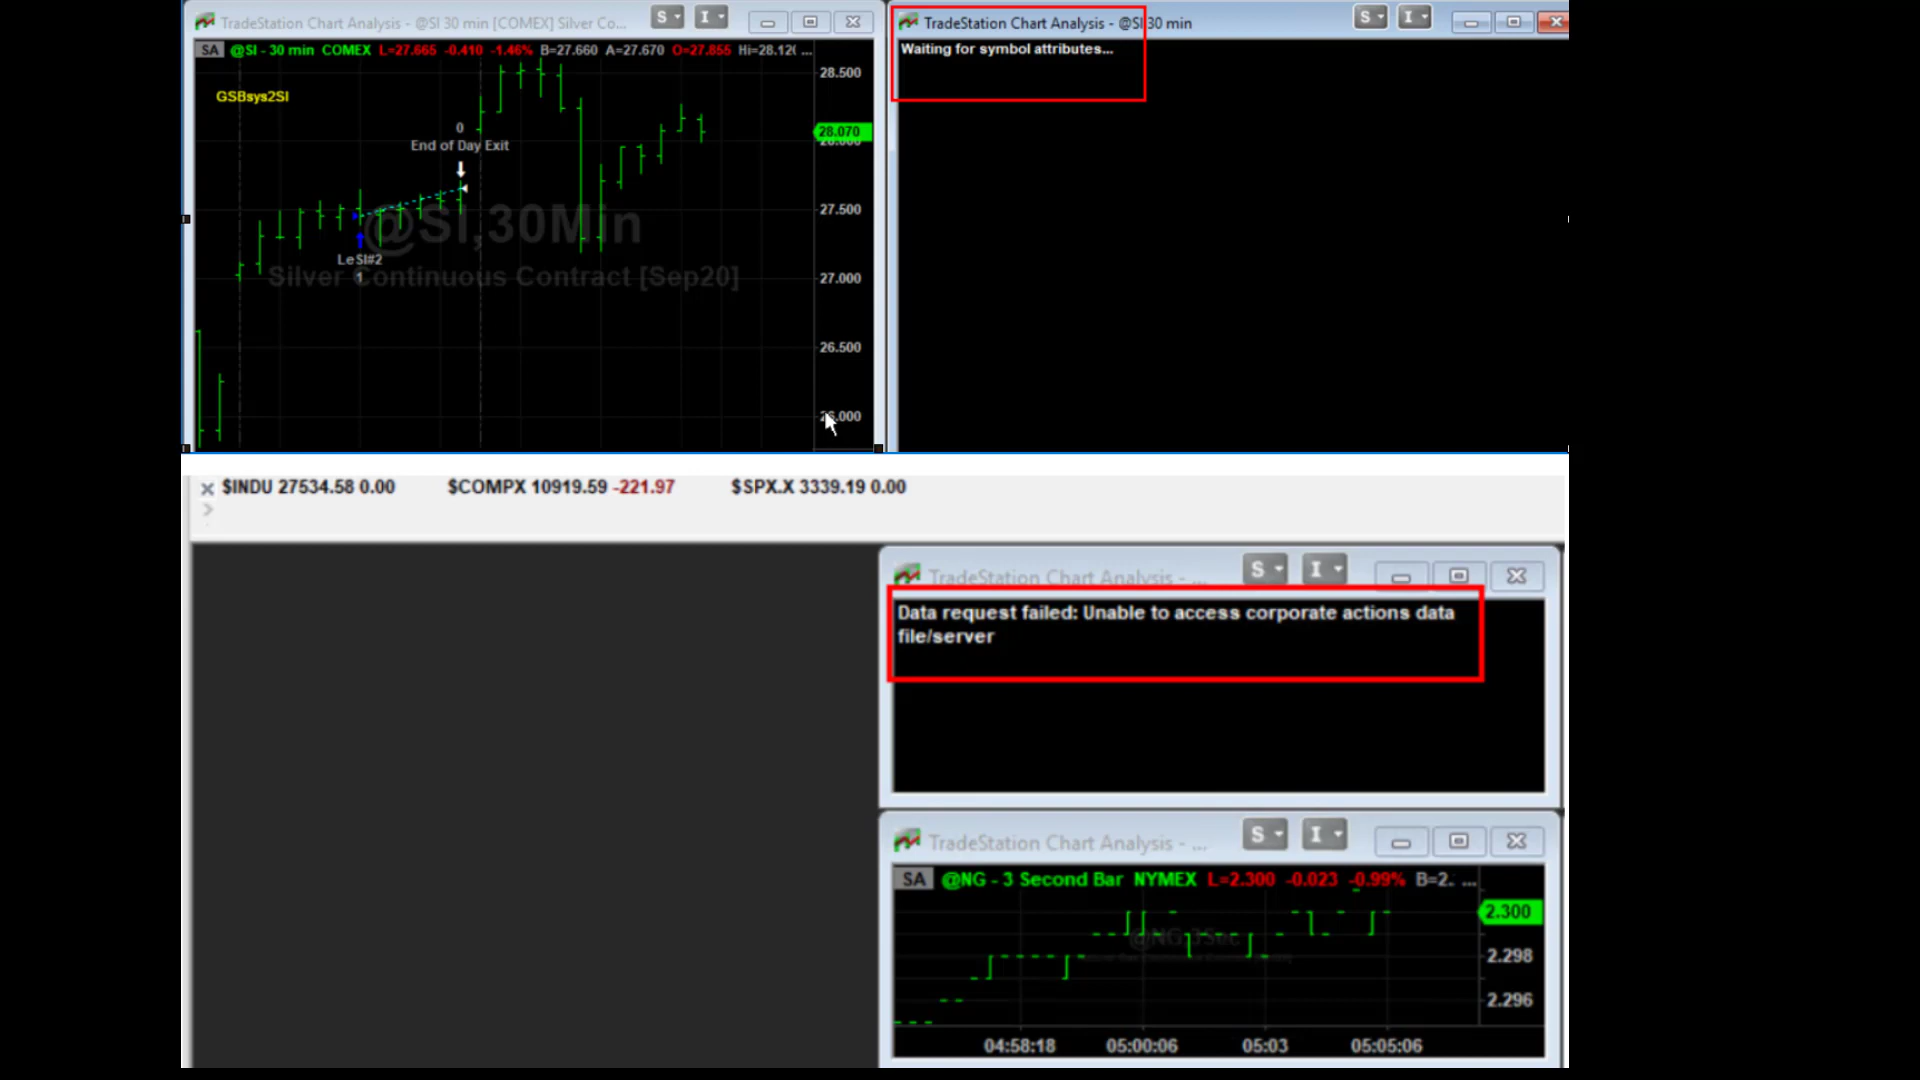 TradeStation Chart Analysis - @SI 30 min [COMEX] Silver Co...
S
I
SA @SI - 30 min COMEX L=27.665 -0.410 -1.46% B=27.660 A=27.670 O=27.855 Hi=28.12( ...
GSBsys2SI
0
End of Day Exit
LeSI#2
1
@SI,30Min
Silver Continuous Contract [Sep20]
28.500
28.070
28.000
27.500
27.000
26.500
26.000
TradeStation Chart Analysis - @SI 30 min
S
I
Waiting for symbol attributes...
$INDU 27534.58 0.00 $COMPX 10919.59 -221.97 $SPX.X 3339.19 0.00
TradeStation Chart Analysis - ...
S
I
Data request failed: Unable to access corporate actions data
file/server
TradeStation Chart Analysis - ...
S
I
SA @NG - 3 Second Bar NYMEX L=2.300 -0.023 -0.99% B=2. ...
@NG,3Sec
2.300
2.298
2.296
04:58:18 05:00:06 05:03 05:05:06